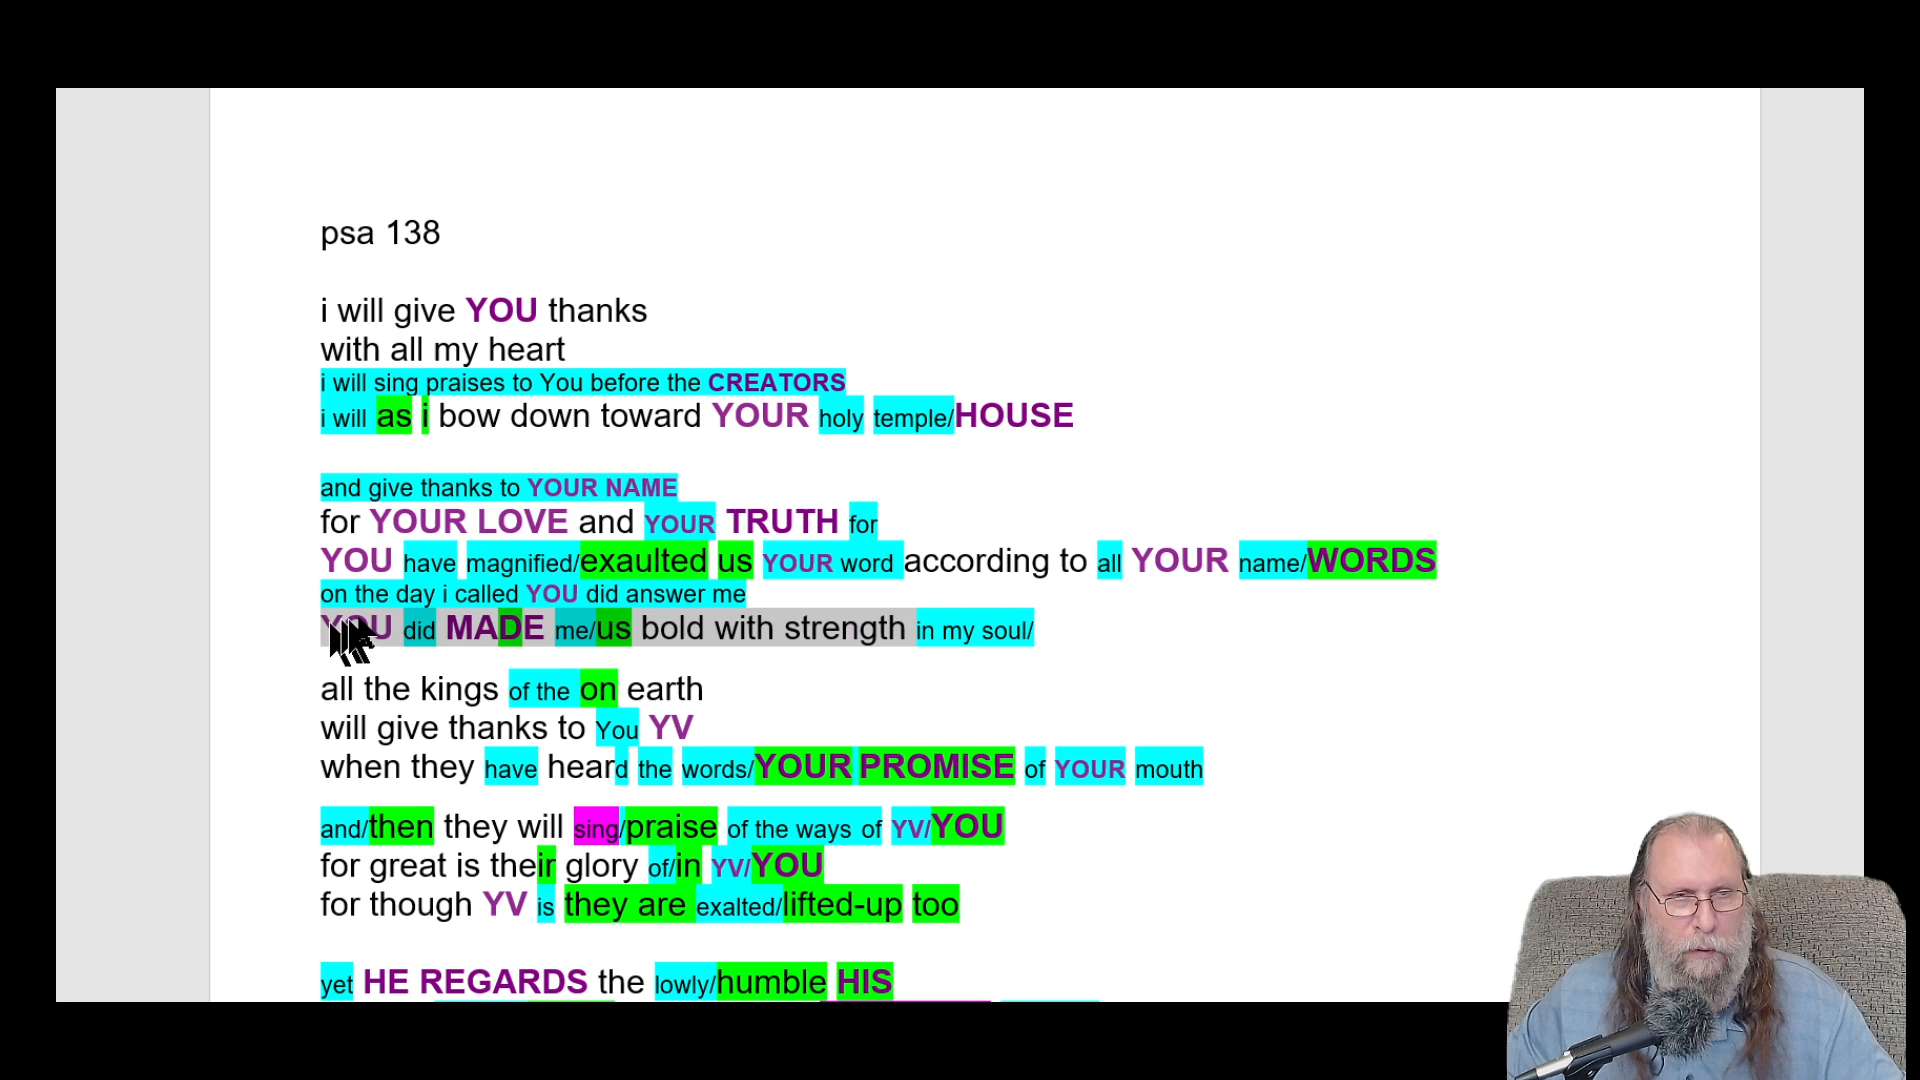 psa 138
i will give YOU thanks
with all my heart
i will sing praises to You before the CREATORS
i will as i bow down toward YOUR holy temple/HOUSE
and give thanks to YOUR NAME
for YOUR LOVE and YOUR TRUTH for
YOU have magnified/exaulted us YOUR word according to all YOUR name/WORDS
on the day i called YOU did answer me
YOU did MADE me/us bold with strength in my soul/
all the kings of the on earth
will give thanks to You YV
when they have heard the words/YOUR PROMISE of YOUR mouth
and/then they will sing/praise of the ways of YV/YOU
for great is their glory of/in YV/YOU
for though YV is they are exalted/lifted-up too
yet HE REGARDS the lowly/humble HIS